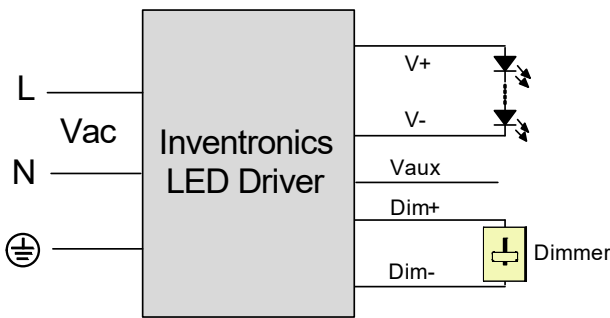 L
Vac
N
Inventronics
LED Driver
V+
V-
Vaux
Dim+
Dim-
Dimmer